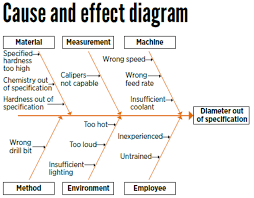 Cause and effect diagram
Material
Measurement
Machine
Specified
hardness
too high
Chemistry out of
specification
Hardness out of
specification
Calipers
not capable
Wrong speed
Wrong
feed rate
Insufficient
coolant
Diameter out
of specification
Wrong
drill bit
Too hot
Too loud
Insufficient
lighting
Inexperienced
Untrained
Method
Environment
Employee